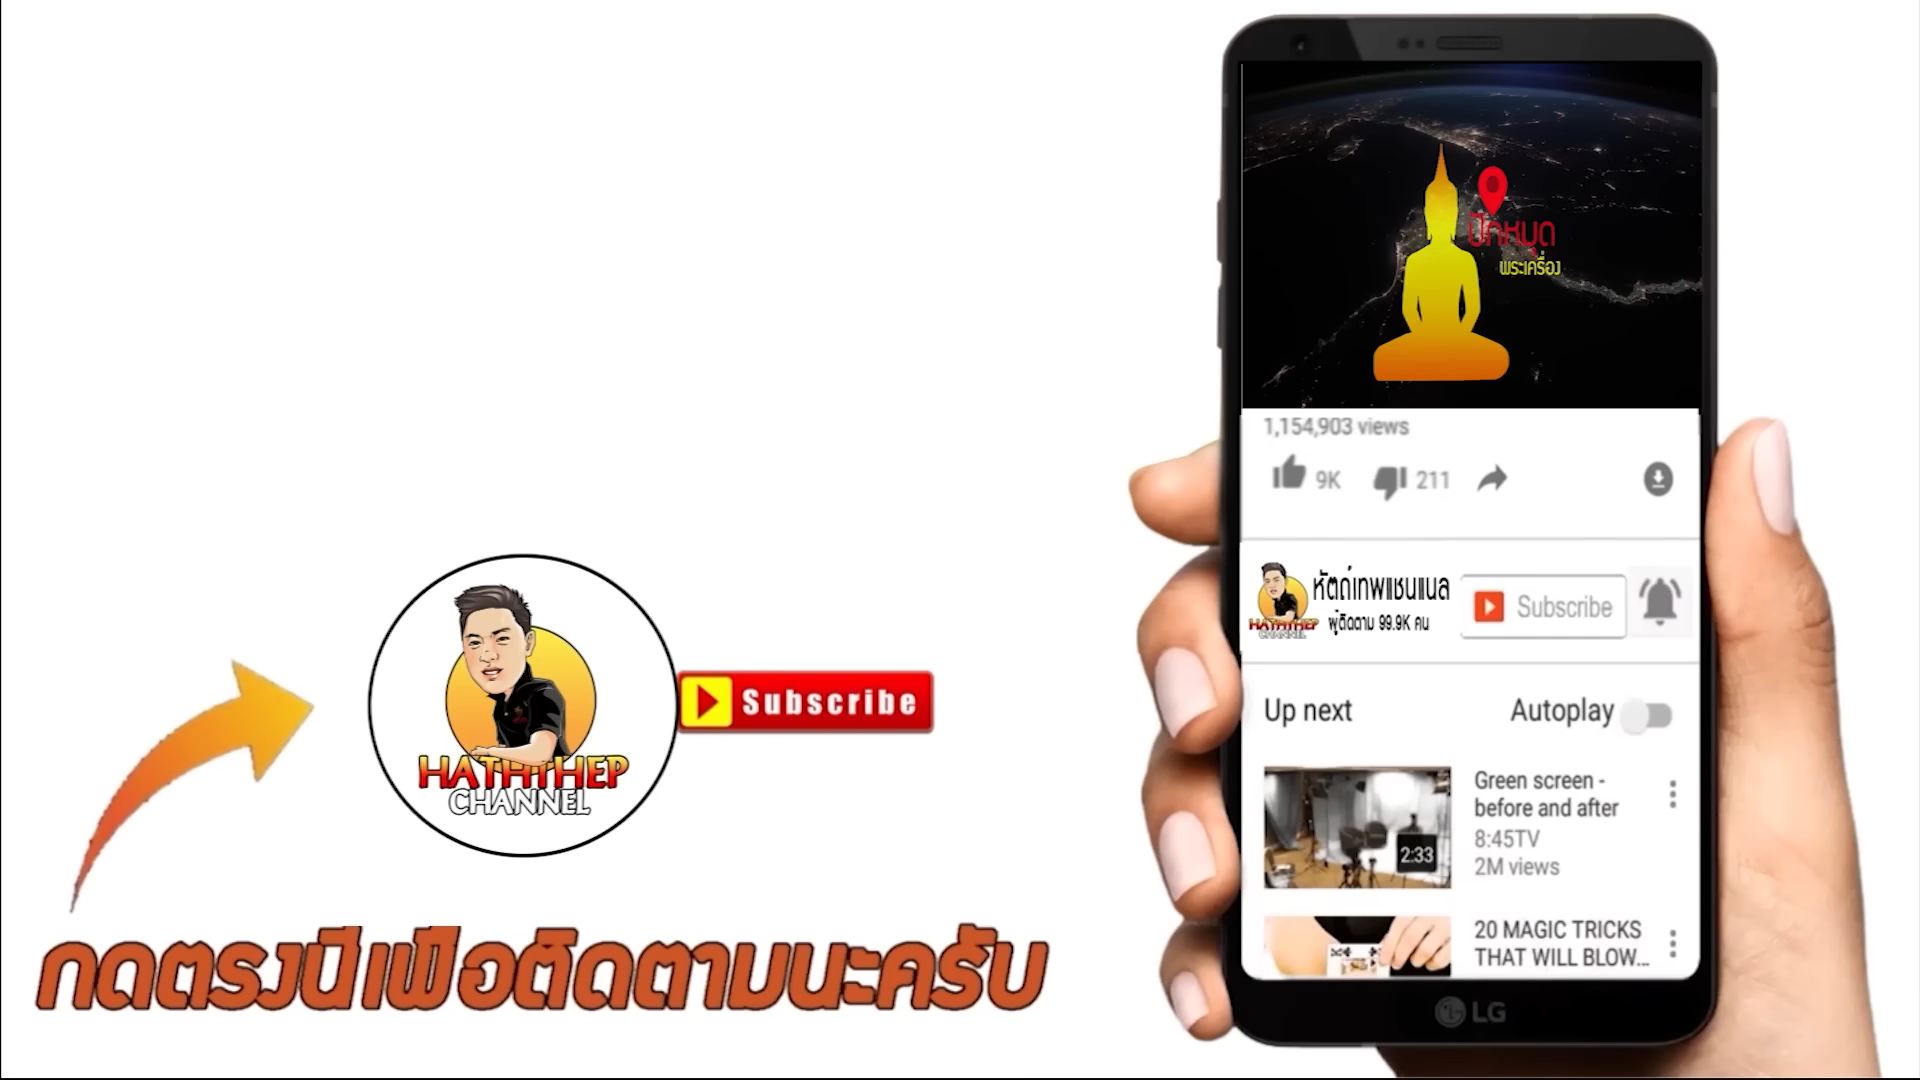 HATHTHEP
CHANNEL
Subscribe
กดตรงนี้เพื่อติดตามนะครับ
ปักหมุด
พระเครื่อง
1,154,903 views
9K
211
หัตถ์เทพแชนแนล
ผู้ติดตาม 99.9K คน
HATHTHEP
CHANNEL
Subscribe
Up next
Autoplay
Green screen -
before and after
8:45TV
2M views
2:33
20 MAGIC TRICKS
THAT WILL BLOW...
LG